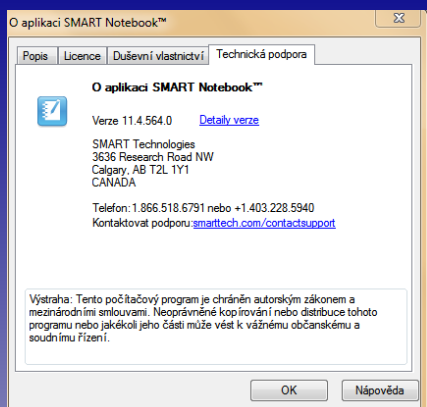 O aplikaci SMART Notebook™
Popis Licence Duševní vlastnictví Technická podpora
O aplikaci SMART Notebook™
Verze 11.4.564.0 Detaily verze
SMART Technologies
3636 Research Road NW
Calgary, AB T2L 1Y1
CANADA
Telefon: 1.866.518.6791 nebo +1.403.228.5940
Kontaktovat podporu:smarttech.com/contactsupport
Výstraha: Tento počítačový program je chráněn autorským zákonem a
mezinárodními smlouvami. Neoprávněné kopírování nebo distribuce tohoto
programu nebo jakékoli jeho části může vést k vážnému občanskému a
soudnímu řízení.
OK Nápověda